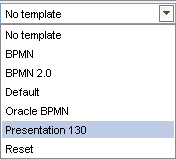 No template
No template
BPMN
BPMN 2.0
Default
Oracle BPMN
Presentation 130
Reset